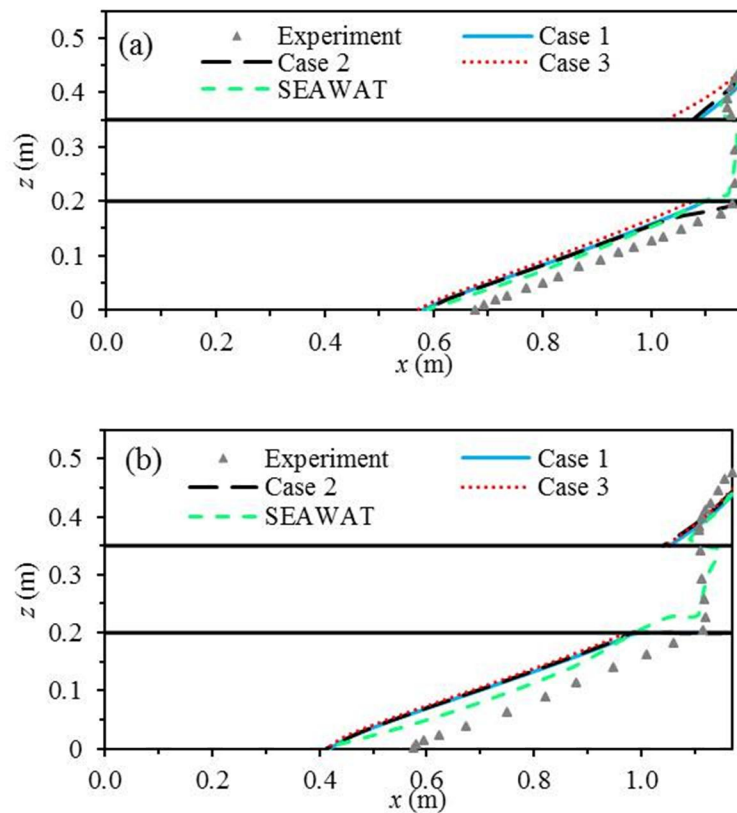 (a)
Experiment
Case 1
Case 2
Case 3
SEAWAT
z (m)
0.5
0.4
0.3
0.2
0.1
0
0.0 0.2 0.4 0.6 0.8 1.0
x (m)
(b)
Experiment
Case 1
Case 2
Case 3
SEAWAT
z (m)
0.5
0.4
0.3
0.2
0.1
0
0.0 0.2 0.4 0.6 0.8 1.0
x (m)